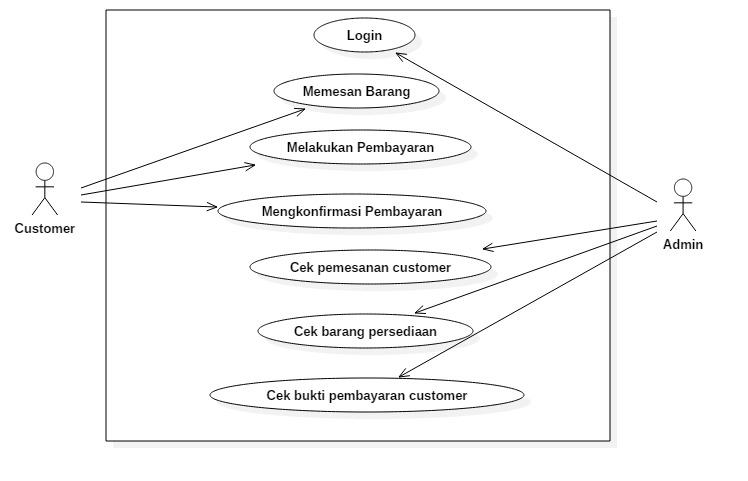 Login
Memesan Barang
Melakukan Pembayaran
Mengkonfirmasi Pembayaran
Customer
Admin
Cek pemesanan customer
Cek barang persediaan
Cek bukti pembayaran customer